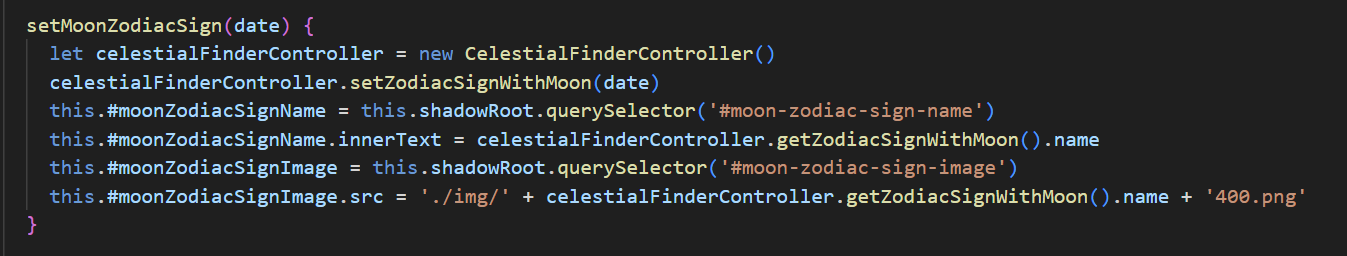 setMoonZodiacSign(date) {
let celestialFinderController = new CelestialFinderController()
celestialFinderController.setZodiacSignWithMoon(date)
this.#moonZodiacSignName = this.shadowRoot.querySelector('#moon-zodiac-sign-name')
this.#moonZodiacSignName.innerText = celestialFinderController.getZodiacSignWithMoon().name
this.#moonZodiacSignImage = this.shadowRoot.querySelector('#moon-zodiac-sign-image')
this.#moonZodiacSignImage.src = './img/' + celestialFinderController.getZodiacSignWithMoon().name + '400.png'
}